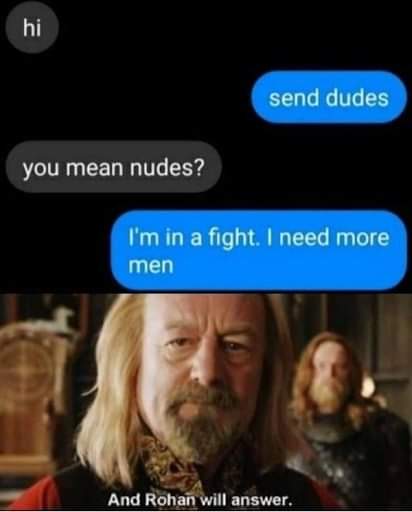 hi
send dudes
you mean nudes?
I'm in a fight. I need more
men
And Rohan will answer.